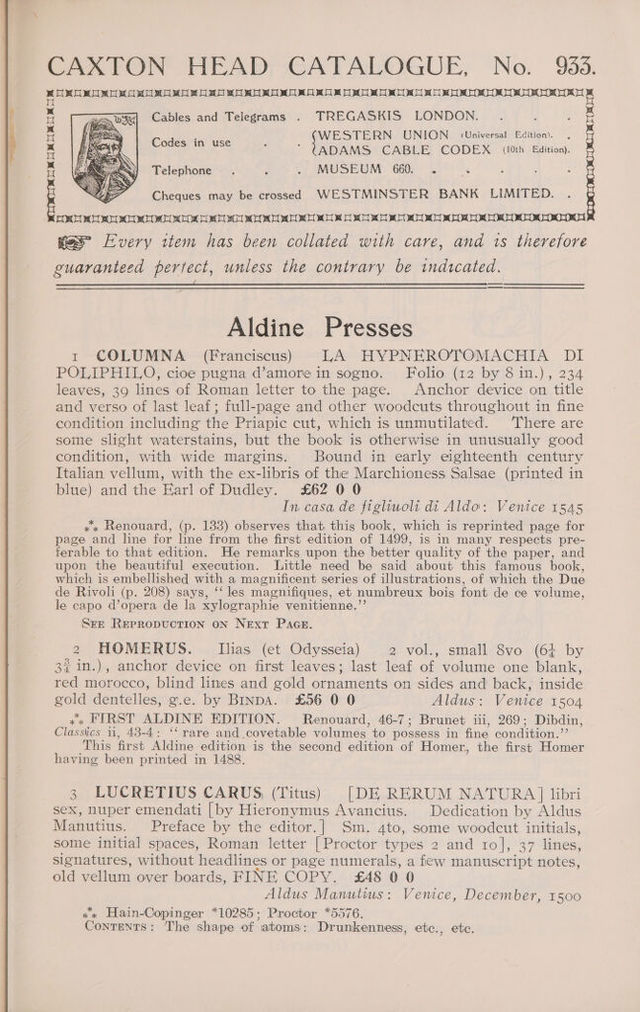 CAXTON HEAD CATALOGUE, No. 933.
Cables and Telegrams . TREGASKIS LONDON. . . .
Codes in use . . {WESTERN UNION (Universal Edition). .
{ADAMS CABLE CODEX (10th Edition).
Telephone . . . MUSEUM 660. . . . . .
Cheques may be crossed WESTMINSTER BANK LIMITED. .
☞ Every item has been collated with care, and is therefore
guaranteed perfect, unless the contrary be indicated.
Aldine Presses
1 COLUMNA (Franciscus) LA HYPNEROTOMACHIA DI
POLIPHILO, cioe pugna d'amore in sogno. Folio (12 by 8 in.), 234
leaves, 39 lines of Roman letter to the page. Anchor device on title
and verso of last leaf; full-page and other woodcuts throughout in fine
condition including the Priapic cut, which is unmutilated. There are
some slight waterstains, but the book is otherwise in unusually good
condition, with wide margins. Bound in early eighteenth century
Italian vellum, with the ex-libris of the Marchioness Salsae (printed in
blue) and the Earl of Dudley. £62 0 0
In casa de figliuoli di Aldo: Venice 1545
⁂ Renouard, (p. 133) observes that this book, which is reprinted page for
page and line for line from the first edition of 1499, is in many respects pre-
ferable to that edition. He remarks upon the better quality of the paper, and
upon the beautiful execution. Little need be said about this famous book,
which is embellished with a magnificent series of illustrations, of which the Due
de Rivoli (p. 208) says, "les magnifiques, et numbreux bois font de ce volume,
le capo d'opera de la xylographie venitienne."
See Reproduction on Next Page.
2 HOMERUS. Ilias (et Odysseia) 2 vol., small 8vo (6¼ by
3¾ in.), anchor device on first leaves; last leaf of volume one blank,
red morocco, blind lines and gold ornaments on sides and back, inside
gold dentelles, g.e. by Binda. £56 0 0 Aldus: Venice 1504
⁂ FIRST ALDINE EDITION. Renouard, 46-7; Brunet iii, 269; Dibdin,
Classics ii, 43-4: "rare and covetable volumes to possess in fine condition."
This first Aldine edition is the second edition of Homer, the first Homer
having been printed in 1488.
3 LUCRETIUS CARUS (Titus) [DE RERUM NATURA] libri
sex, nuper emendati [by Hieronymus Avancius. Dedication by Aldus
Manutius. Preface by the editor.] Sm. 4to, some woodcut initials,
some initial spaces, Roman letter [Proctor types 2 and 10], 37 lines,
signatures, without headlines or page numerals, a few manuscript notes,
old vellum over boards, FINE COPY. £48 0 0
Aldus Manutius: Venice, December, 1500
⁂ Hain-Copinger *10285; Proctor *5576.
Contents: The shape of atoms: Drunkenness, etc., etc.